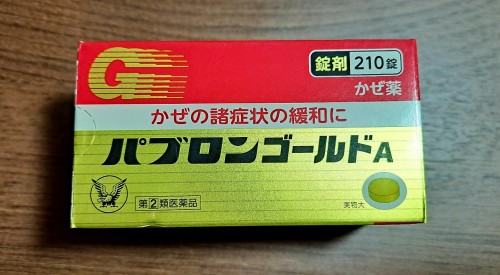 G
錠剤 210錠
かぜ薬
かぜの諸症状の緩和に
パブロンゴールドA
第②類医薬品
実物大